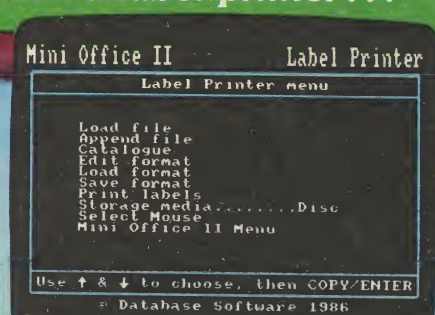 Mini Office II Label Printer
Label Printer menu
Load file
Append file
Catalogue
Edit format
Load format
Save format
Print labels
Storage media.........Disc
Select Mouse
Mini Office II Menu
Use ↑ & ↓ to choose, then COPY/ENTER
© Database Software 1986